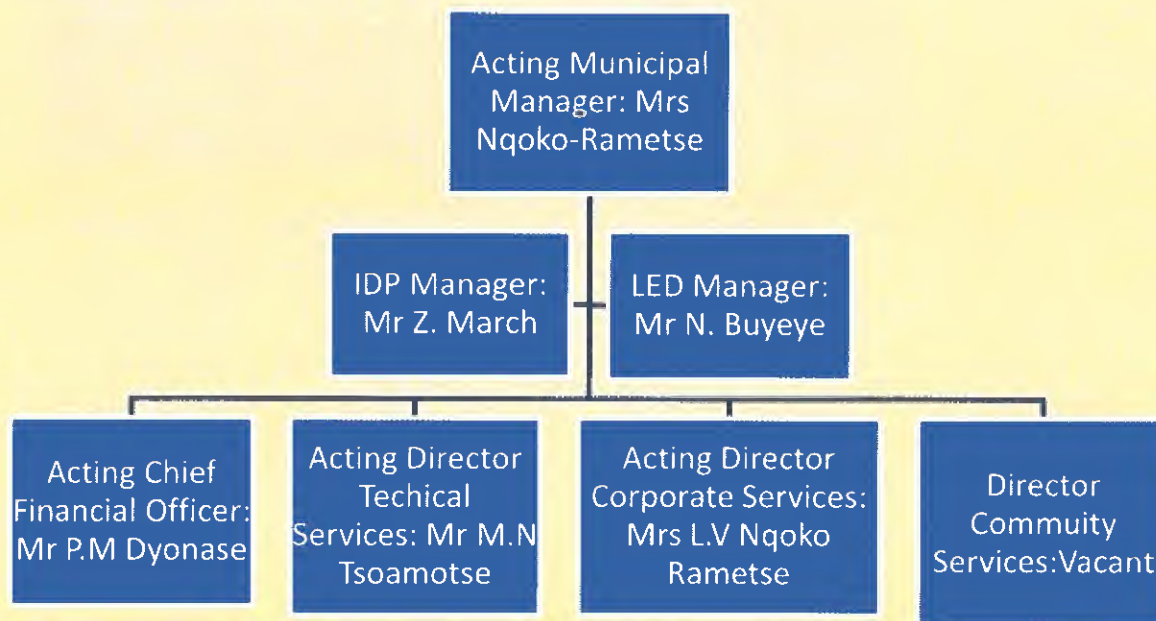 Acting Municipal
Manager: Mrs
Nqoko-Rametse
IDP Manager:
Mr Z. March
LED Manager:
Mr N. Buyeye
Acting Chief
Financial Officer:
Mr P.M Dyonase
Acting Director
Techical
Services: Mr M.N
Tsoamotse
Acting Director
Corporate Services:
Mrs L.V Nqoko
Rametse
Director
Commuity
Services:Vacant